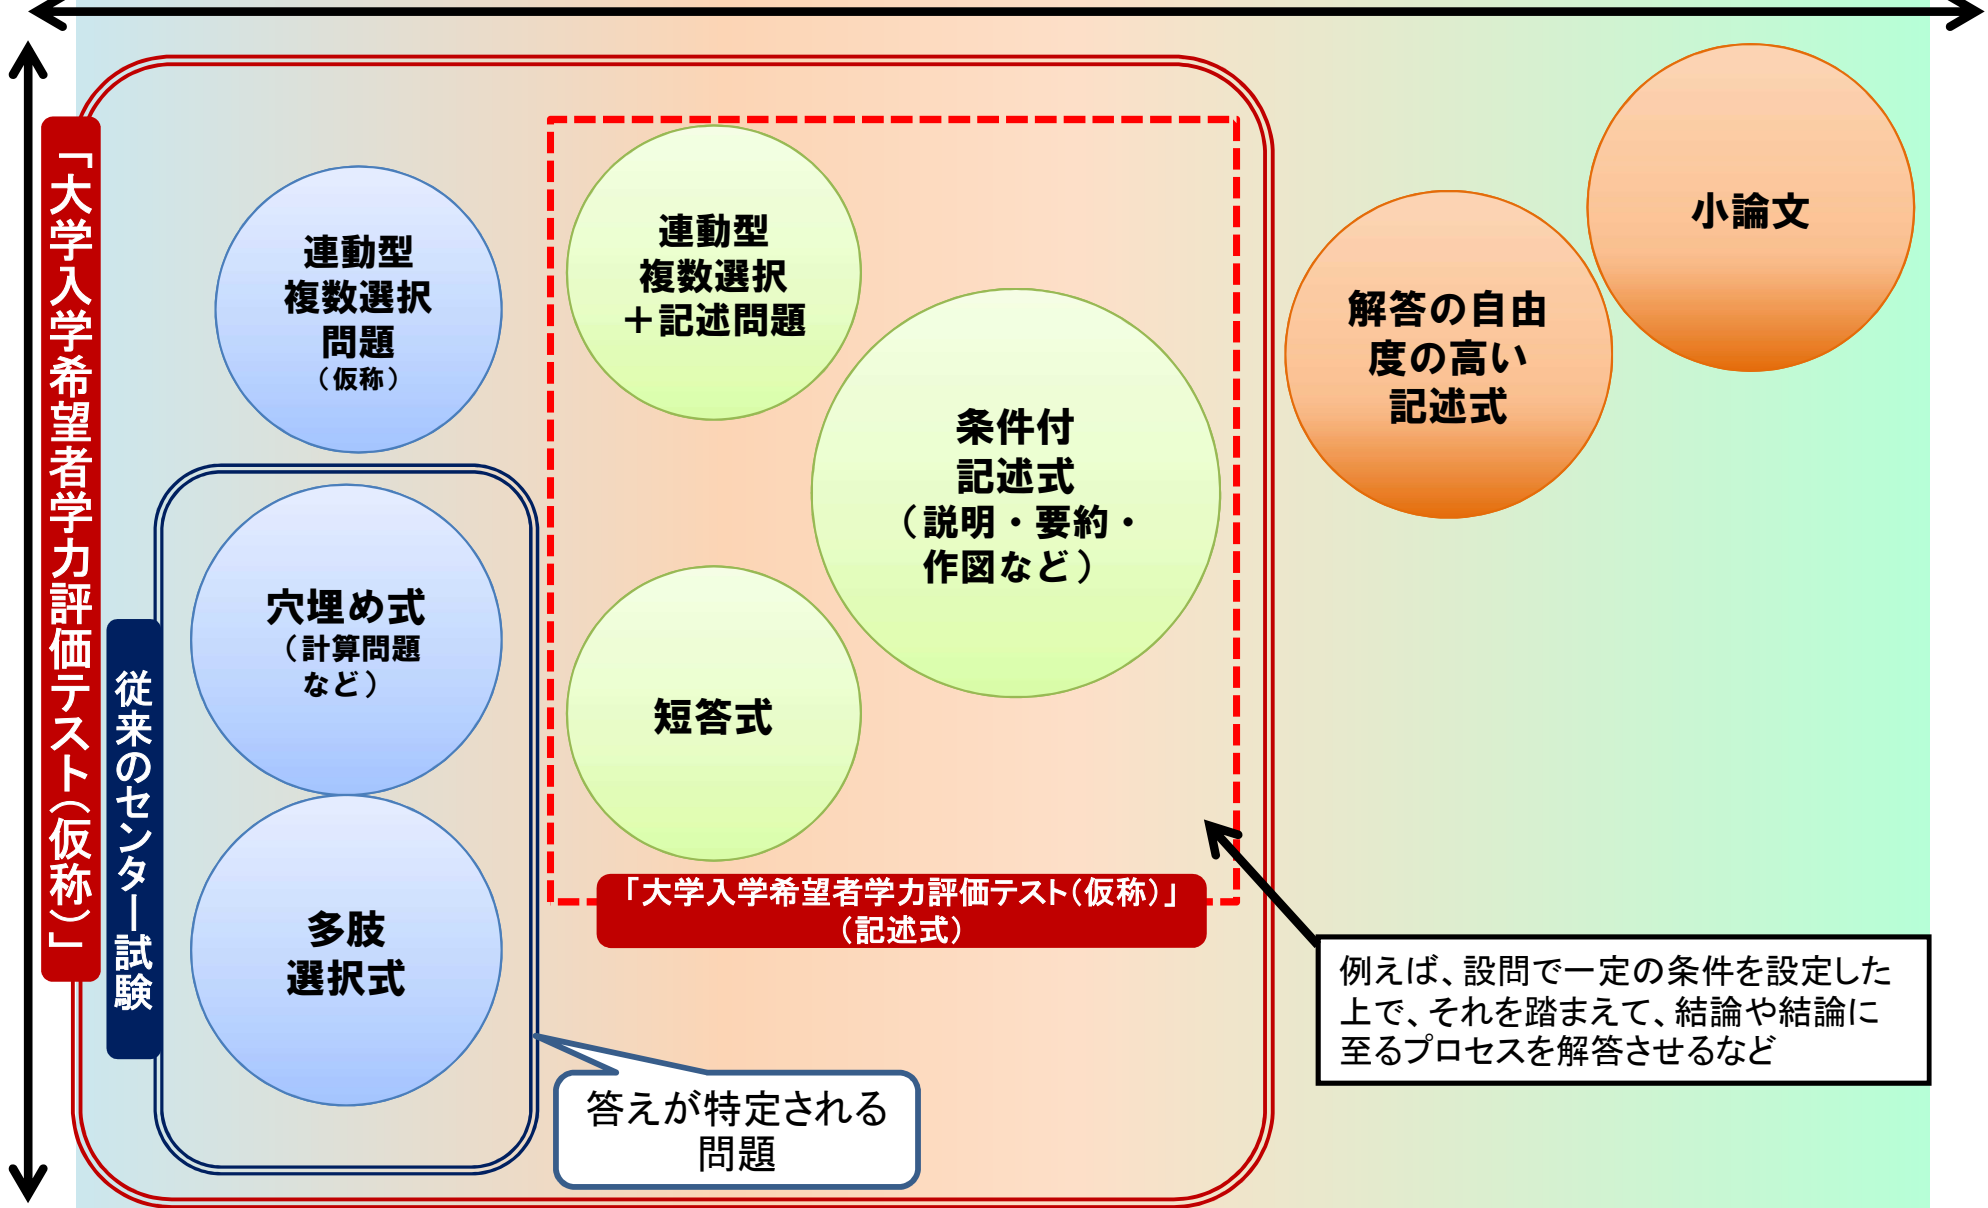 「大学入学希望者学力評価テスト（仮称）」
従来のセンター試験
連動型
複数選択
問題
（仮称）
穴埋め式
（計算問題
など）
多肢
選択式
連動型
複数選択
＋記述問題
条件付
記述式
（説明・要約・
作図など）
短答式
「大学入学希望者学力評価テスト（仮称）」
（記述式）
解答の自由
度の高い
記述式
小論文
例えば、設問で一定の条件を設定した
上で、それを踏まえて、結論や結論に
至るプロセスを解答させるなど
答えが特定される
問題